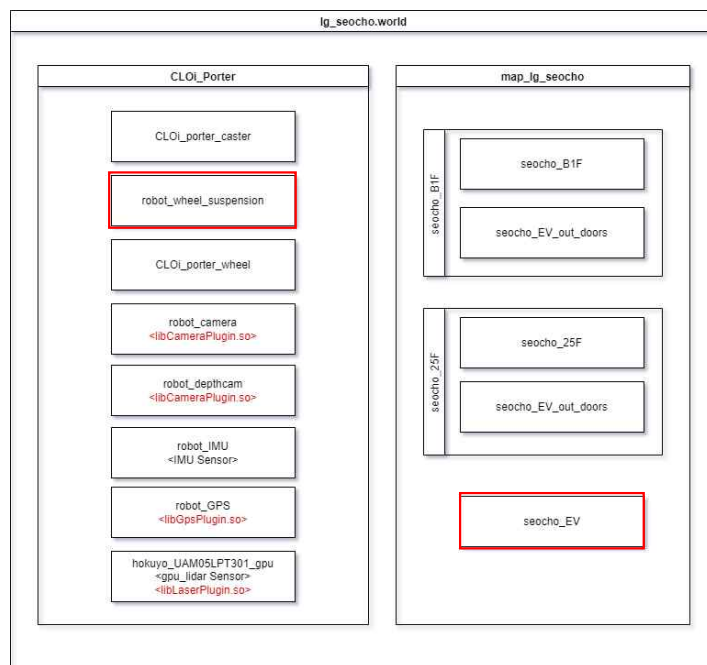 lg_seocho.world
CLOi_Porter
CLOi_porter_caster
robot_wheel_suspension
CLOi_porter_wheel
robot_camera
<libCameraPlugin.so>
robot_depthcam
<libCameraPlugin.so>
robot_IMU
<IMU Sensor>
robot_GPS
<libGpsPlugin.so>
hokuyo_UAM05LPT301_gpu
<gpu_lidar Sensor>
<libLaserPlugin.so>
map_lg_seocho
seocho_B1F
seocho_B1F
seocho_EV_out_doors
seocho_25F
seocho_25F
seocho_EV_out_doors
seocho_EV